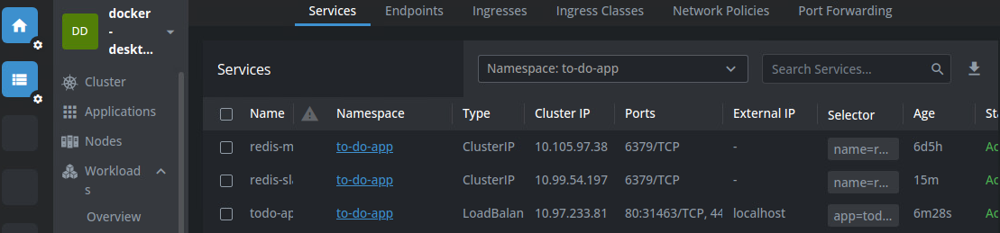 Services Endpoints Ingresses Ingress Classes Network Policies Port Forwarding
DD
docker
-
deskt...
Cluster
Applications
Nodes
Workload
s
Overview
Services
Namespace: to-do-app
Search Services...
Name Namespace Type Cluster IP Ports External IP Selector Age
redis-m to-do-app ClusterIP 10.105.97.38 6379/TCP - name=r... 6d5h
redis-sl to-do-app ClusterIP 10.99.54.197 6379/TCP - name=r... 15m
todo-ap to-do-app LoadBalan 10.97.233.81 80:31463/TCP, 44 localhost app=tod... 6m28s